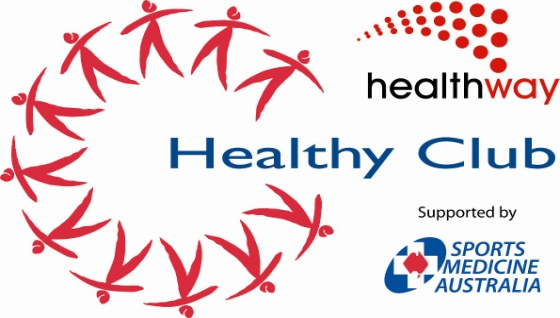 healthway
Healthy Club
Supported by
SPORTS
MEDICINE
AUSTRALIA